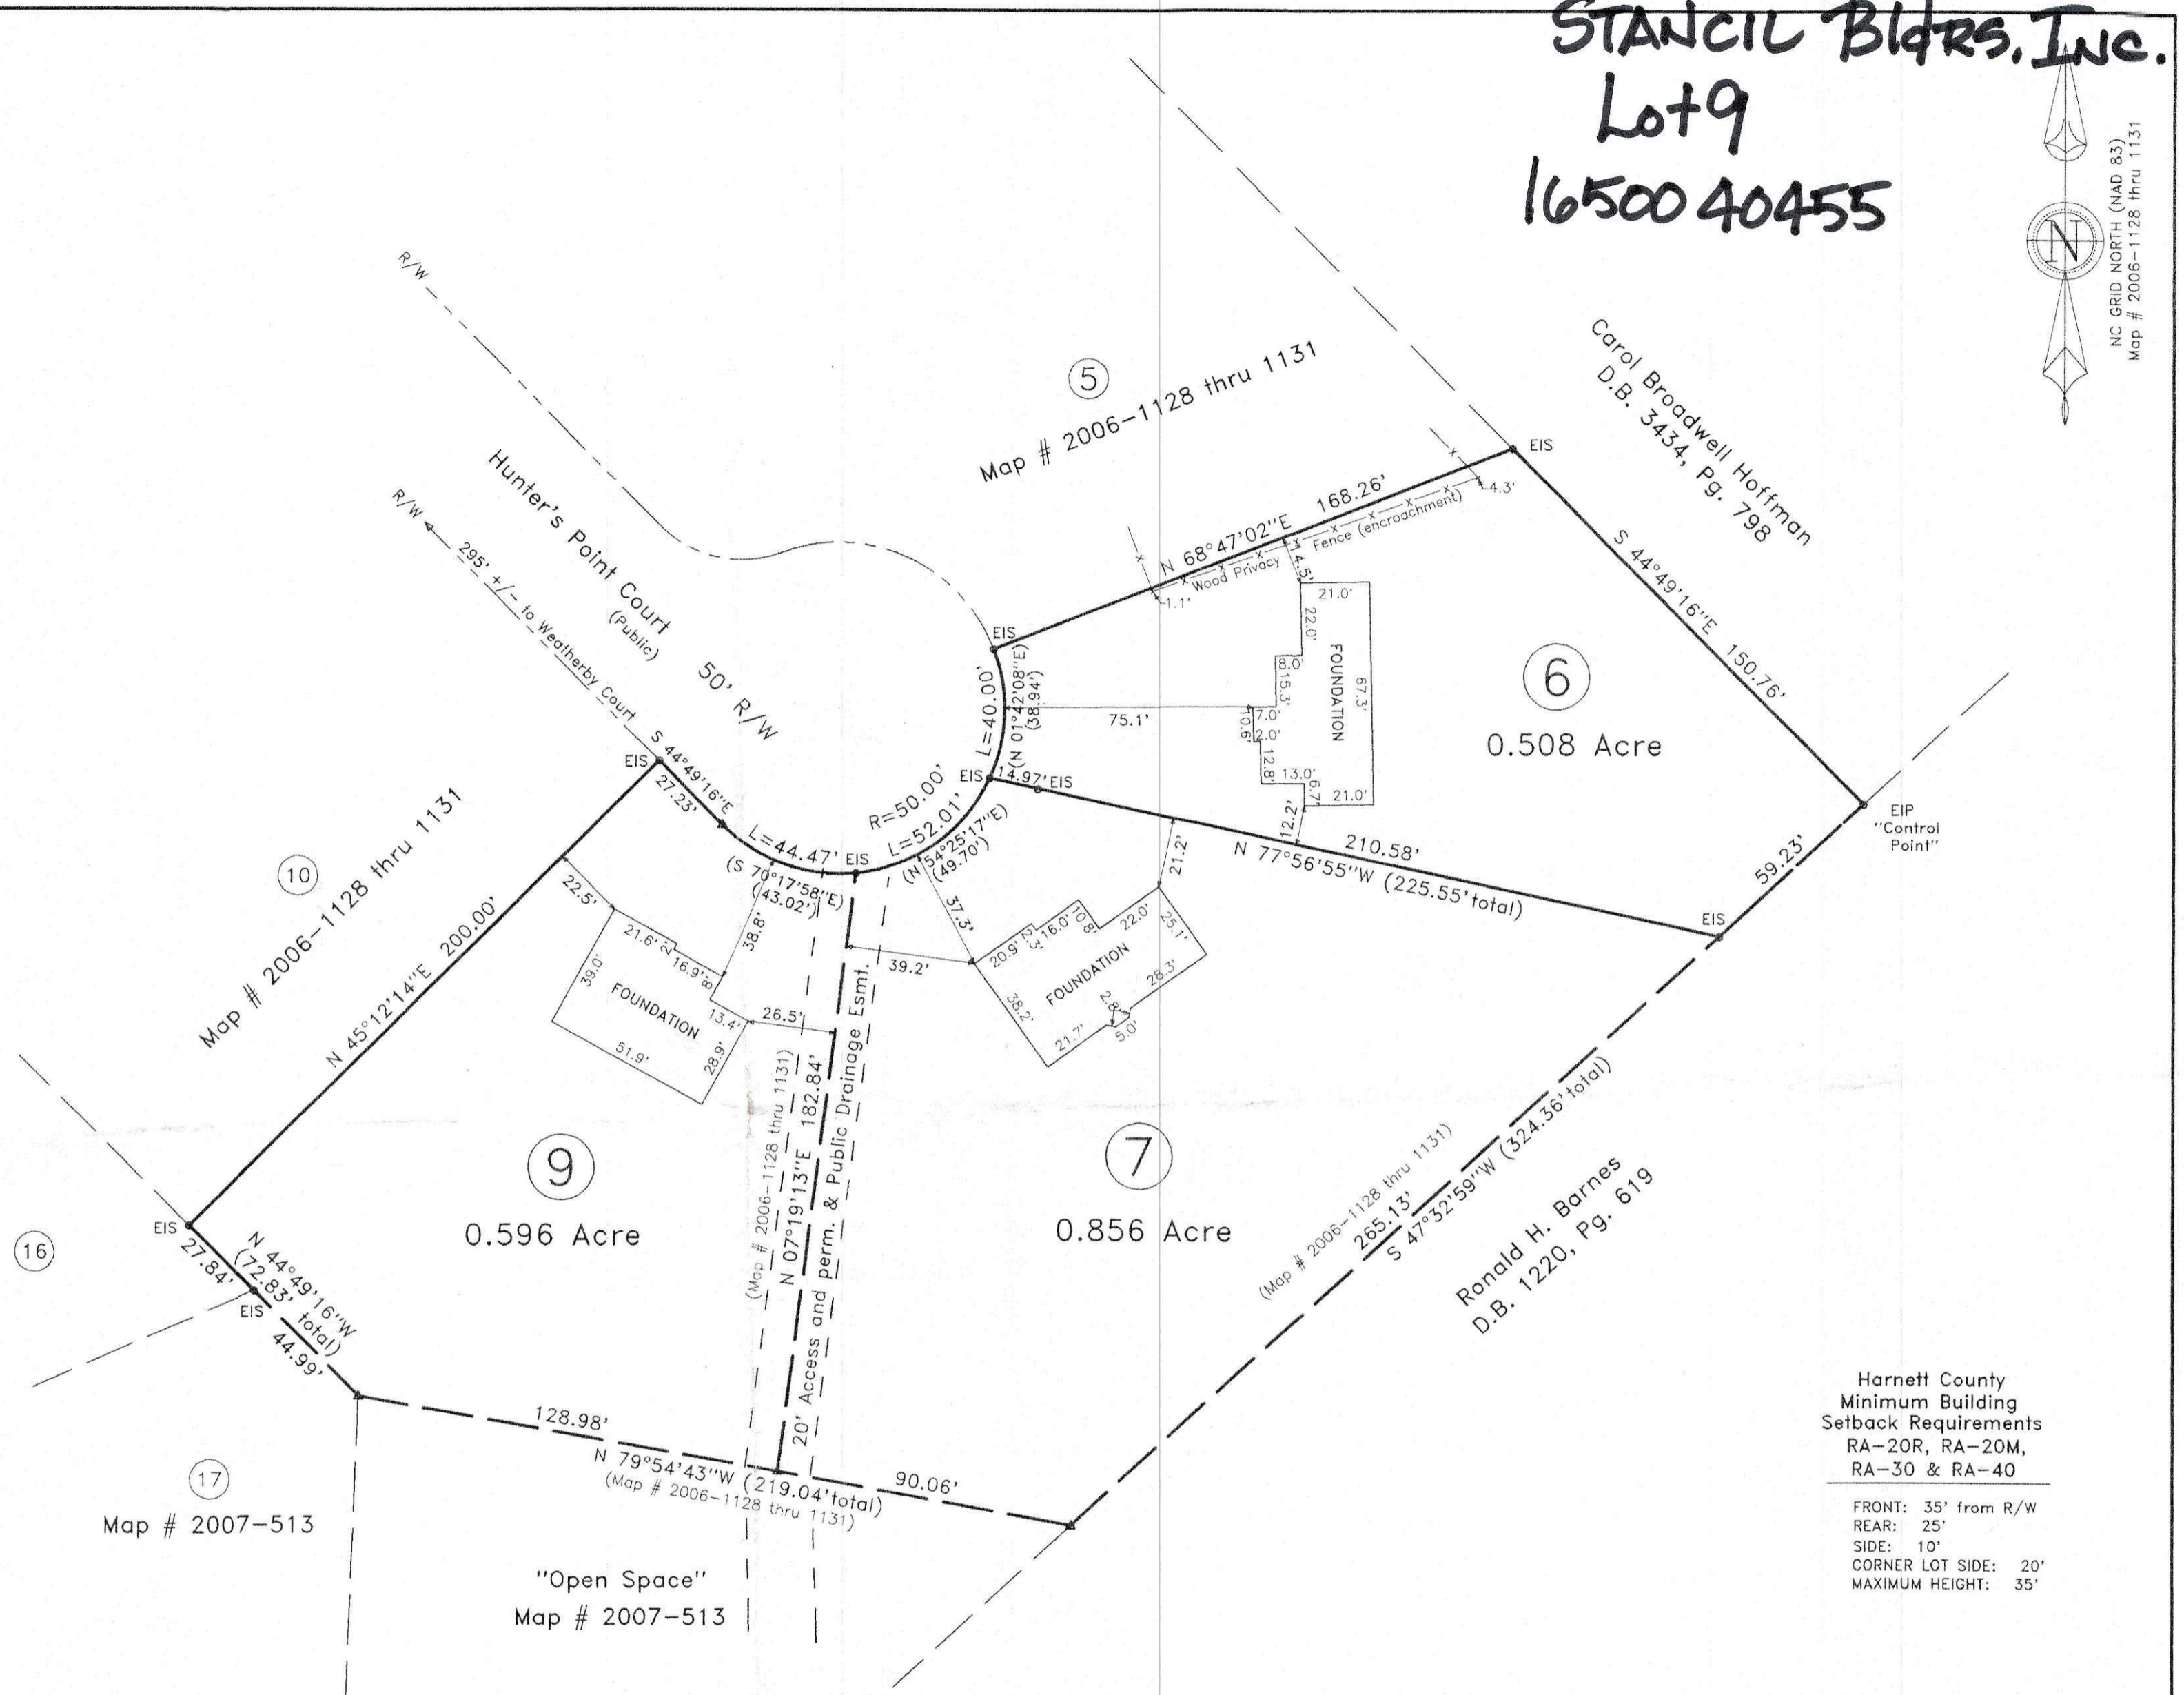 STANCIL Bldrs. Inc.
Lot 9
1650040455
NC GRID NORTH (NAD 83)
Map # 2006-1128 thru 1131
N
R/W
Hunter's Point Court
(Public)
50' R/W
R/W
295' +/- to Weatherby Court
5
Map # 2006-1128 thru 1131
Carol Broadwell Hoffman
D.B. 3434, Pg. 798
EIS
N 68°47'02"E 168.26'
Wood Privacy Fence (encroachment)
4.3'
1.1'
14.5'
S 44°49'16"E 150.76'
EIS
L=40.00'
(N 01°42'08"E)
(38.94')
75.1'
21.0'
22.0'
8.0'
15.3'
7.0'
10.6'
2.0'
12.8'
13.0'
6.7'
21.0'
67.3'
FOUNDATION
12.2'
6
0.508 Acre
EIP
"Control
Point"
59.23'
EIS
EIS
14.97'
EIS
210.58'
N 77°56'55"W (225.55'total)
EIS
S 44°49'16"E
27.23'
L=44.47'
(S 70°17'58"E)
(43.02')
EIS
R=50.00'
L=52.01'
(N 54°25'17"E)
(49.70')
10
Map # 2006-1128 thru 1131
N 45°12'14"E 200.00'
22.5'
38.8'
21.6'
2'
16.9'
8'
13.4'
39.0'
51.9'
28.9'
FOUNDATION
26.5'
39.2'
37.3'
21.2'
20.9'
2.3'
16.0'
10.8'
22.0'
25.1'
28.3'
2.8'
5.0'
21.7'
38.2'
FOUNDATION
(Map # 2006-1128 thru 1131)
N 07°19'13"E 182.84'
20' Access and perm. & Public Drainage Esmt.
9
0.596 Acre
7
0.856 Acre
(Map # 2006-1128 thru 1131)
265.13'
S 47°32'59"W (324.36'total)
Ronald H. Barnes
D.B. 1220, Pg. 619
16
EIS
27.84'
N 44°49'16"W
(72.83' total)
EIS
44.99'
128.98'
N 79°54'43"W (219.04'total)
(Map # 2006-1128 thru 1131)
90.06'
17
Map # 2007-513
"Open Space"
Map # 2007-513
Harnett County
Minimum Building
Setback Requirements
RA-20R, RA-20M,
RA-30 & RA-40
FRONT: 35' from R/W
REAR: 25'
SIDE: 10'
CORNER LOT SIDE: 20'
MAXIMUM HEIGHT: 35'